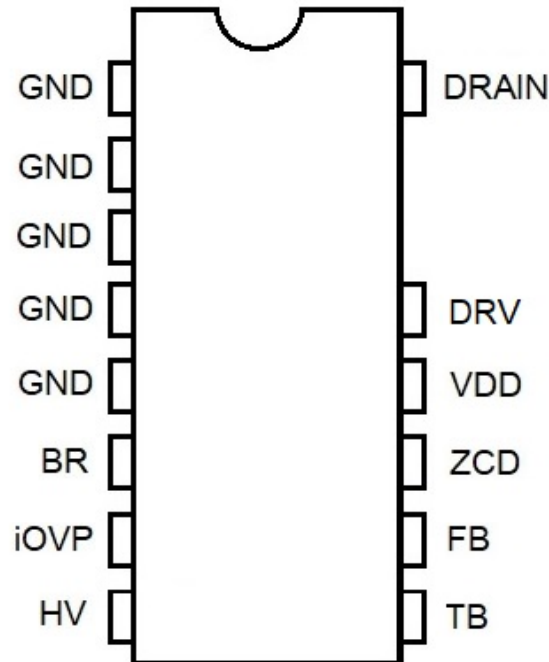 GND DRAIN
GND
GND
GND DRV
GND VDD
BR ZCD
iOVP FB
HV TB